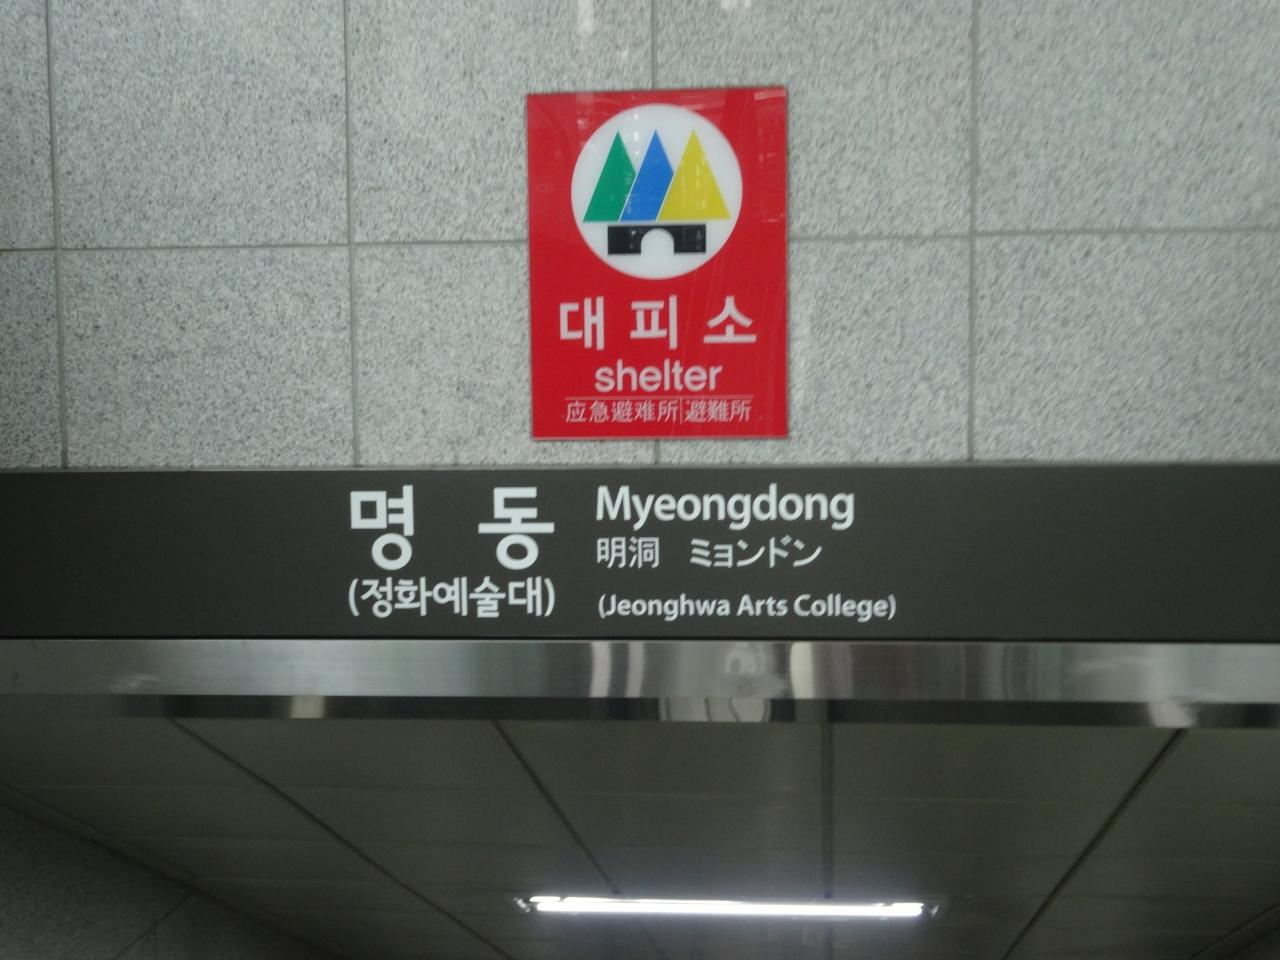 대피소
shelter
应急避难所|避難所
명동
(정화예술대)
Myeongdong
明洞 ミョンドン
(Jeonghwa Arts College)